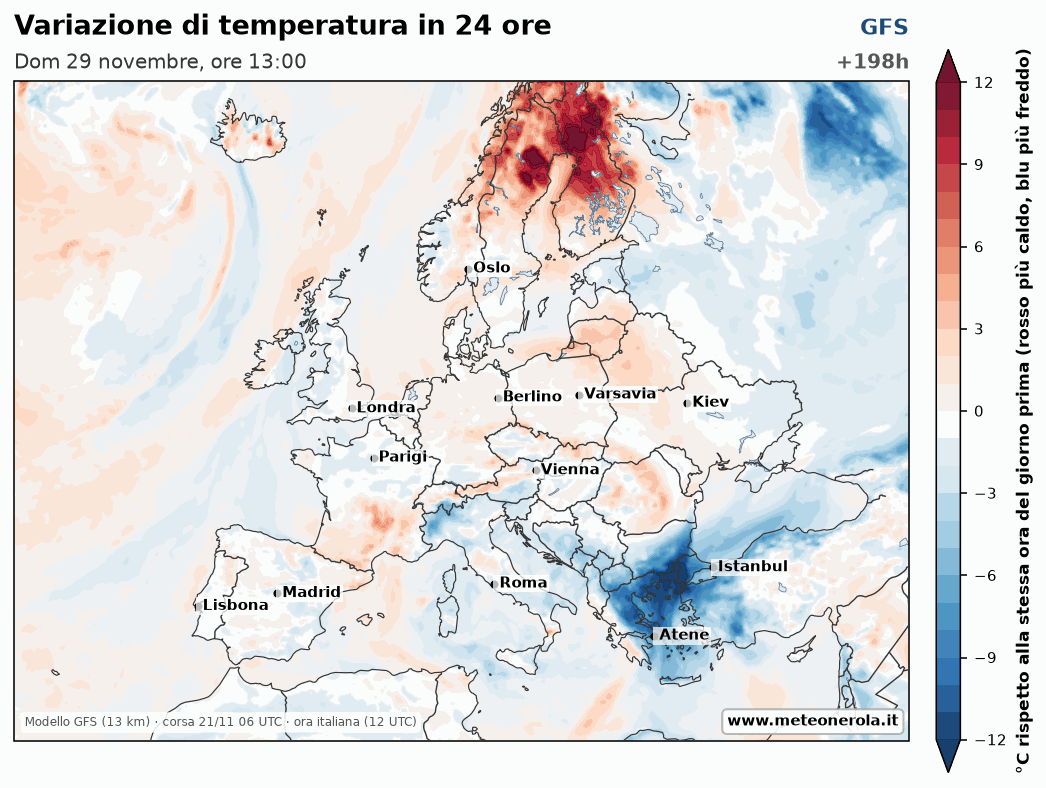 Variazione di temperatura in 24 ore
GFS
Dom 29 novembre, ore 13:00
+198h
Oslo
Londra
Berlino
Varsavia
Kiev
Parigi
Vienna
Istanbul
Roma
Madrid
Lisbona
Atene
Modello GFS (13 km) · corsa 21/11 06 UTC · ora italiana (12 UTC)
www.meteonerola.it
12
9
6
3
0
−3
−6
−9
−12
°C rispetto alla stessa ora del giorno prima (rosso più caldo, blu più freddo)